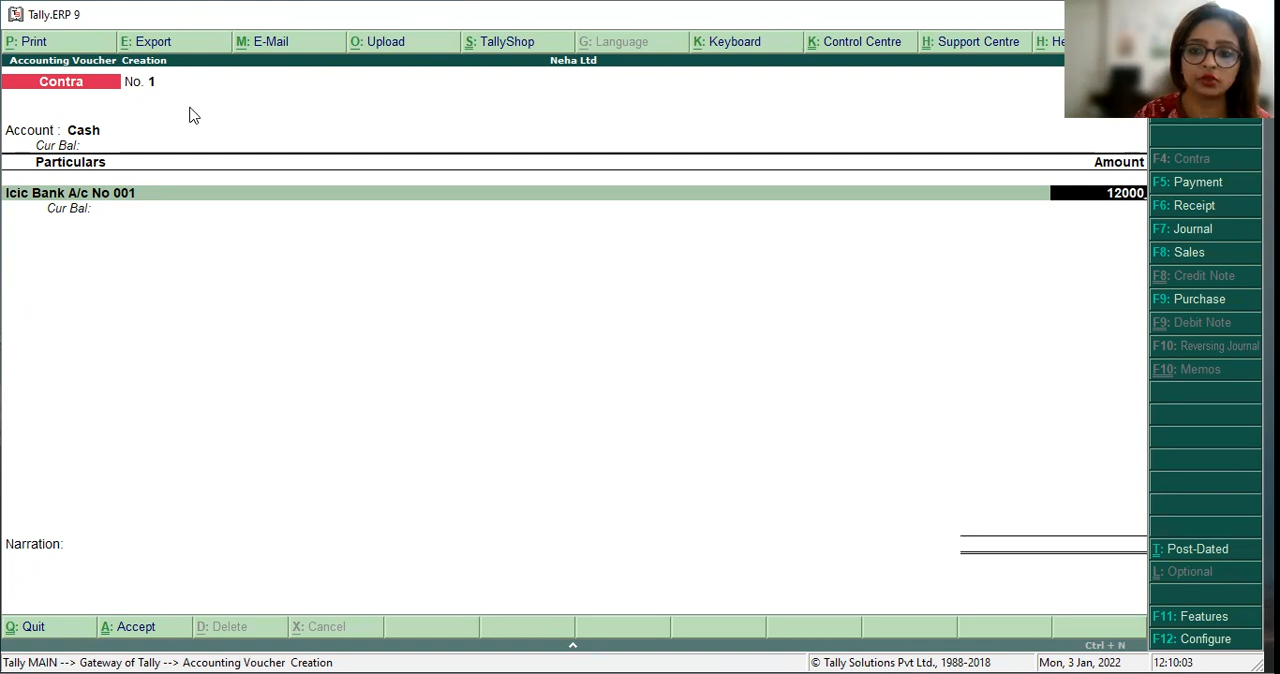 Tally.ERP 9
P: Print E: Export M: E-Mail O: Upload S: TallyShop G: Language K: Keyboard K: Control Centre H: Support Centre H: He
Accounting Voucher Creation Neha Ltd
Contra No. 1
Account : Cash
Cur Bal:
Particulars Amount
Icic Bank A/c No 001 12000
Cur Bal:
Narration:
F4: Contra
F5: Payment
F6: Receipt
F7: Journal
F8: Sales
F8: Credit Note
F9: Purchase
F9: Debit Note
F10: Reversing Journal
F10: Memos
T: Post-Dated
L: Optional
F11: Features
F12: Configure
Q: Quit A: Accept D: Delete X: Cancel
Ctrl + N
Tally MAIN --> Gateway of Tally --> Accounting Voucher Creation © Tally Solutions Pvt Ltd., 1988-2018 Mon, 3 Jan, 2022 12:10:03